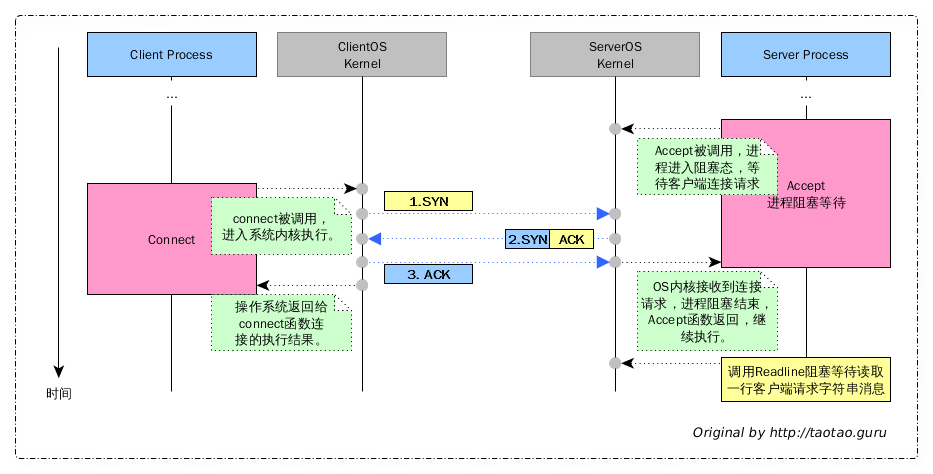 Client Process
ClientOS
Kernel
ServerOS
Kernel
Server Process
...
...
Accept被调用，进
程进入阻塞态，等
待客户端连接请求
Accept
进程阻塞等待
1.SYN
connect被调用，
进入系统内核执行。
Connect
2.SYN ACK
3. ACK
OS内核接收到连接
请求，进程阻塞结束，
Accept函数返回，继
续执行。
操作系统返回给
connect函数连
接的执行结果。
调用Readline阻塞等待读取
一行客户端请求字符串消息
时间
Original by http://taotao.guru